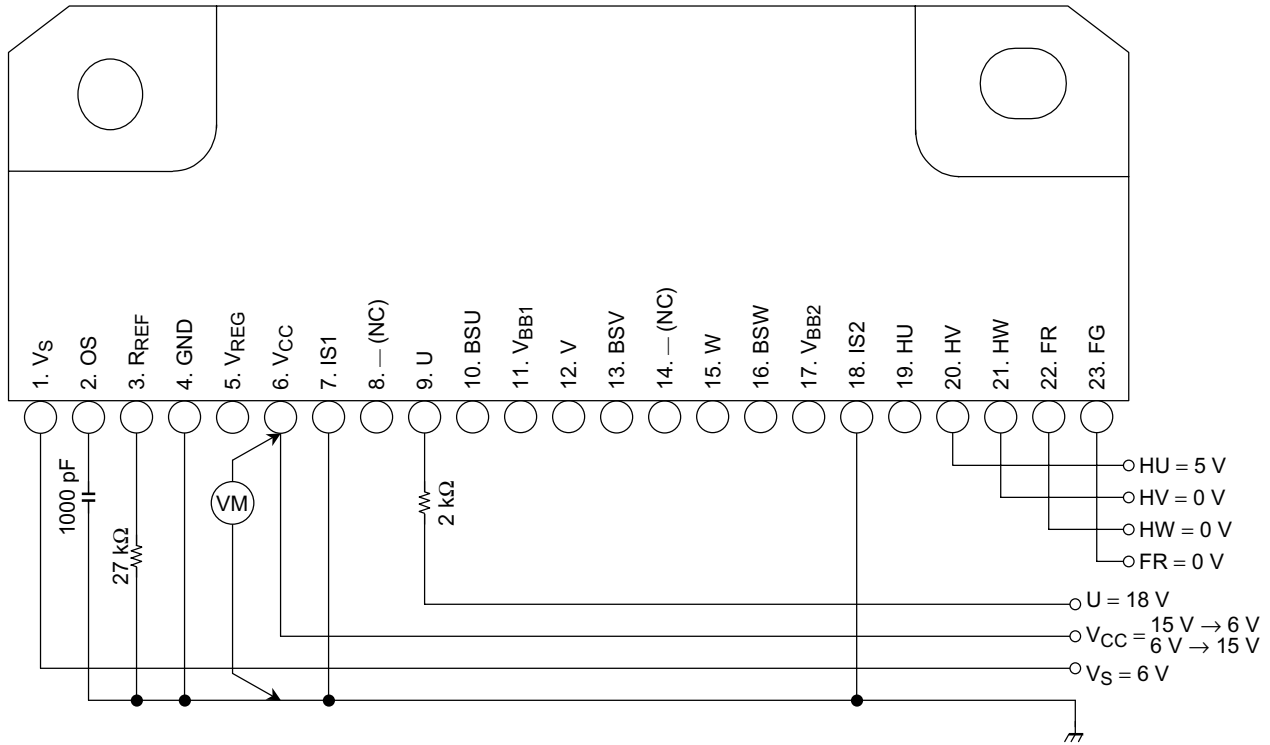 1. VS
2. OS
3. RREF
4. GND
5. VREG
6. VCC
7. IS1
8. — (NC)
9. U
10. BSU
11. VBB1
12. V
13. BSV
14. — (NC)
15. W
16. BSW
17. VBB2
18. IS2
19. HU
20. HV
21. HW
22. FR
23. FG
1000 pF
27 kΩ
VM
2 kΩ
HU = 5 V
HV = 0 V
HW = 0 V
FR = 0 V
U = 18 V
VCC = 15 V → 6 V
6 V → 15 V
VS = 6 V